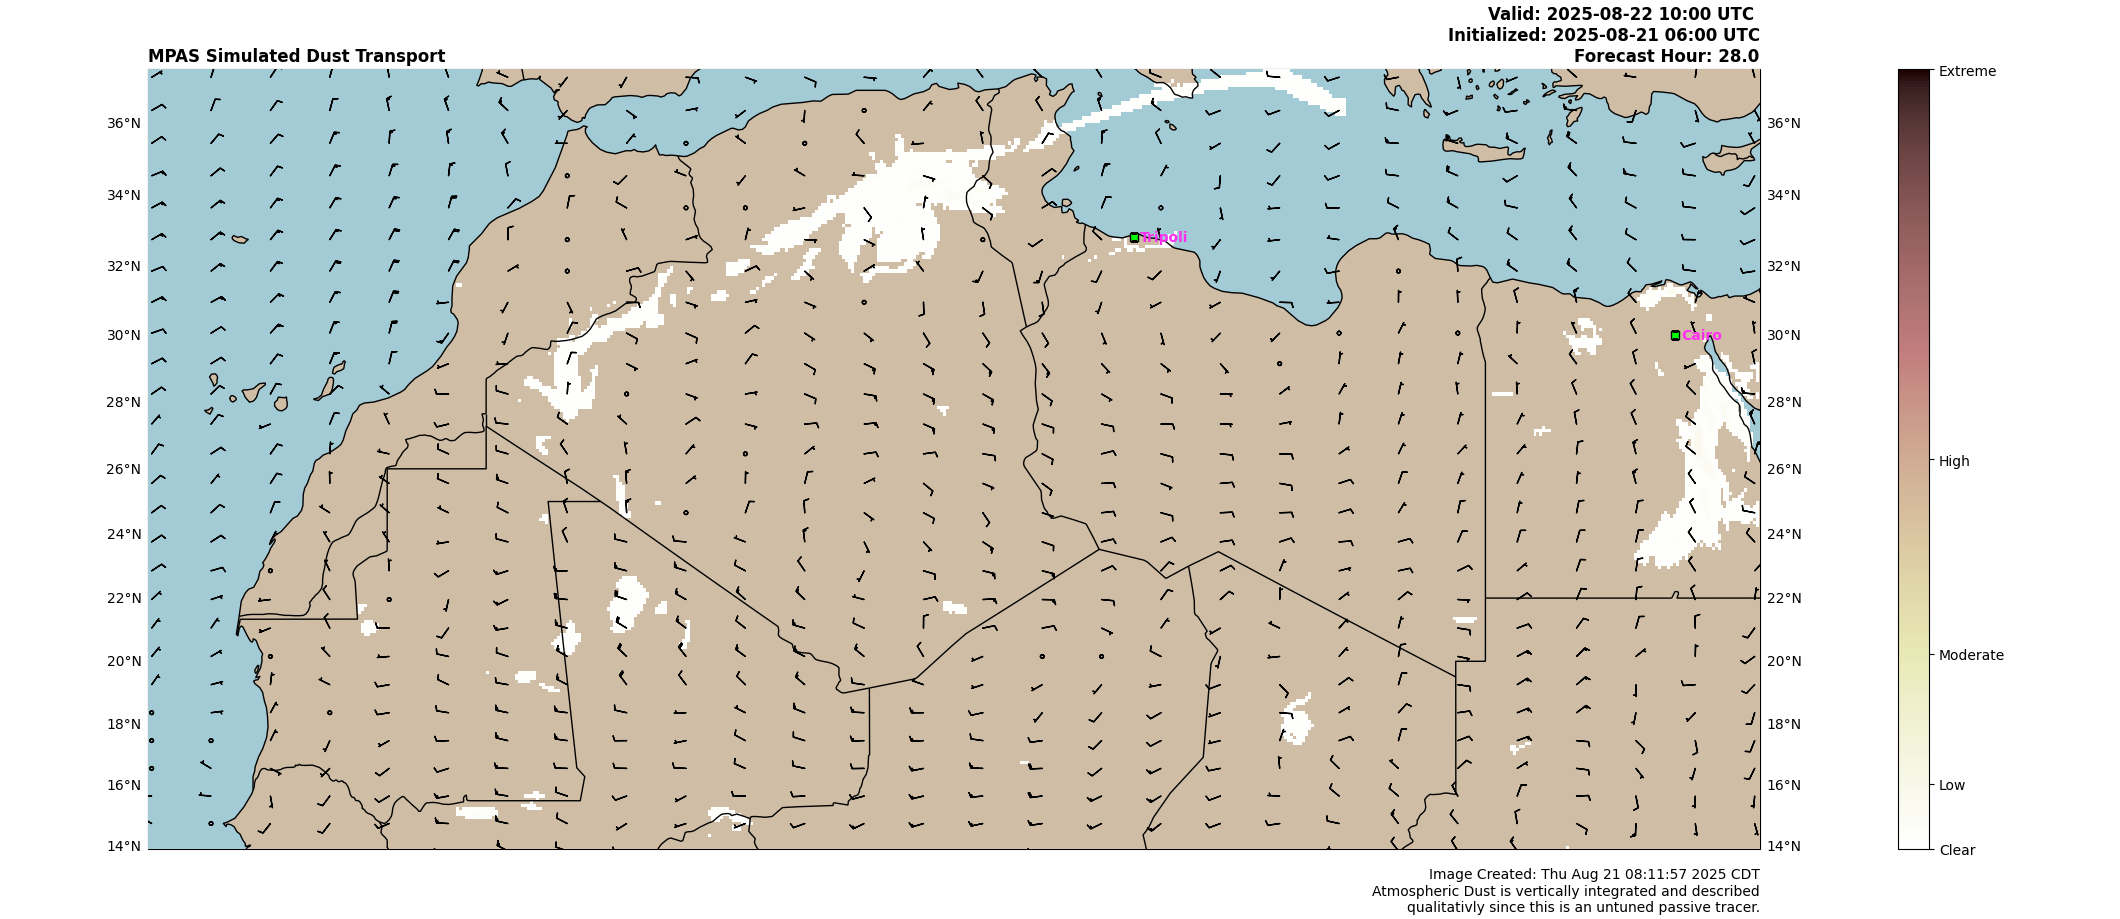 Valid: 2025-08-22 10:00 UTC
Initialized: 2025-08-21 06:00 UTC
MPAS Simulated Dust Transport
Forecast Hour: 28.0
Extreme
36°N
36°N
34°N
34°N
Tripoli
32°N
32°N
30°N
Cairo
30°N
28°N
28°N
High
26°N
26°N
24°N
24°N
22°N
22°N
Moderate
20°N
20°N
18°N
18°N
16°N
16°N
Low
14°N
14°N
Clear
Image Created: Thu Aug 21 08:11:57 2025 CDT
Atmospheric Dust is vertically integrated and described
qualitativly since this is an untuned passive tracer.